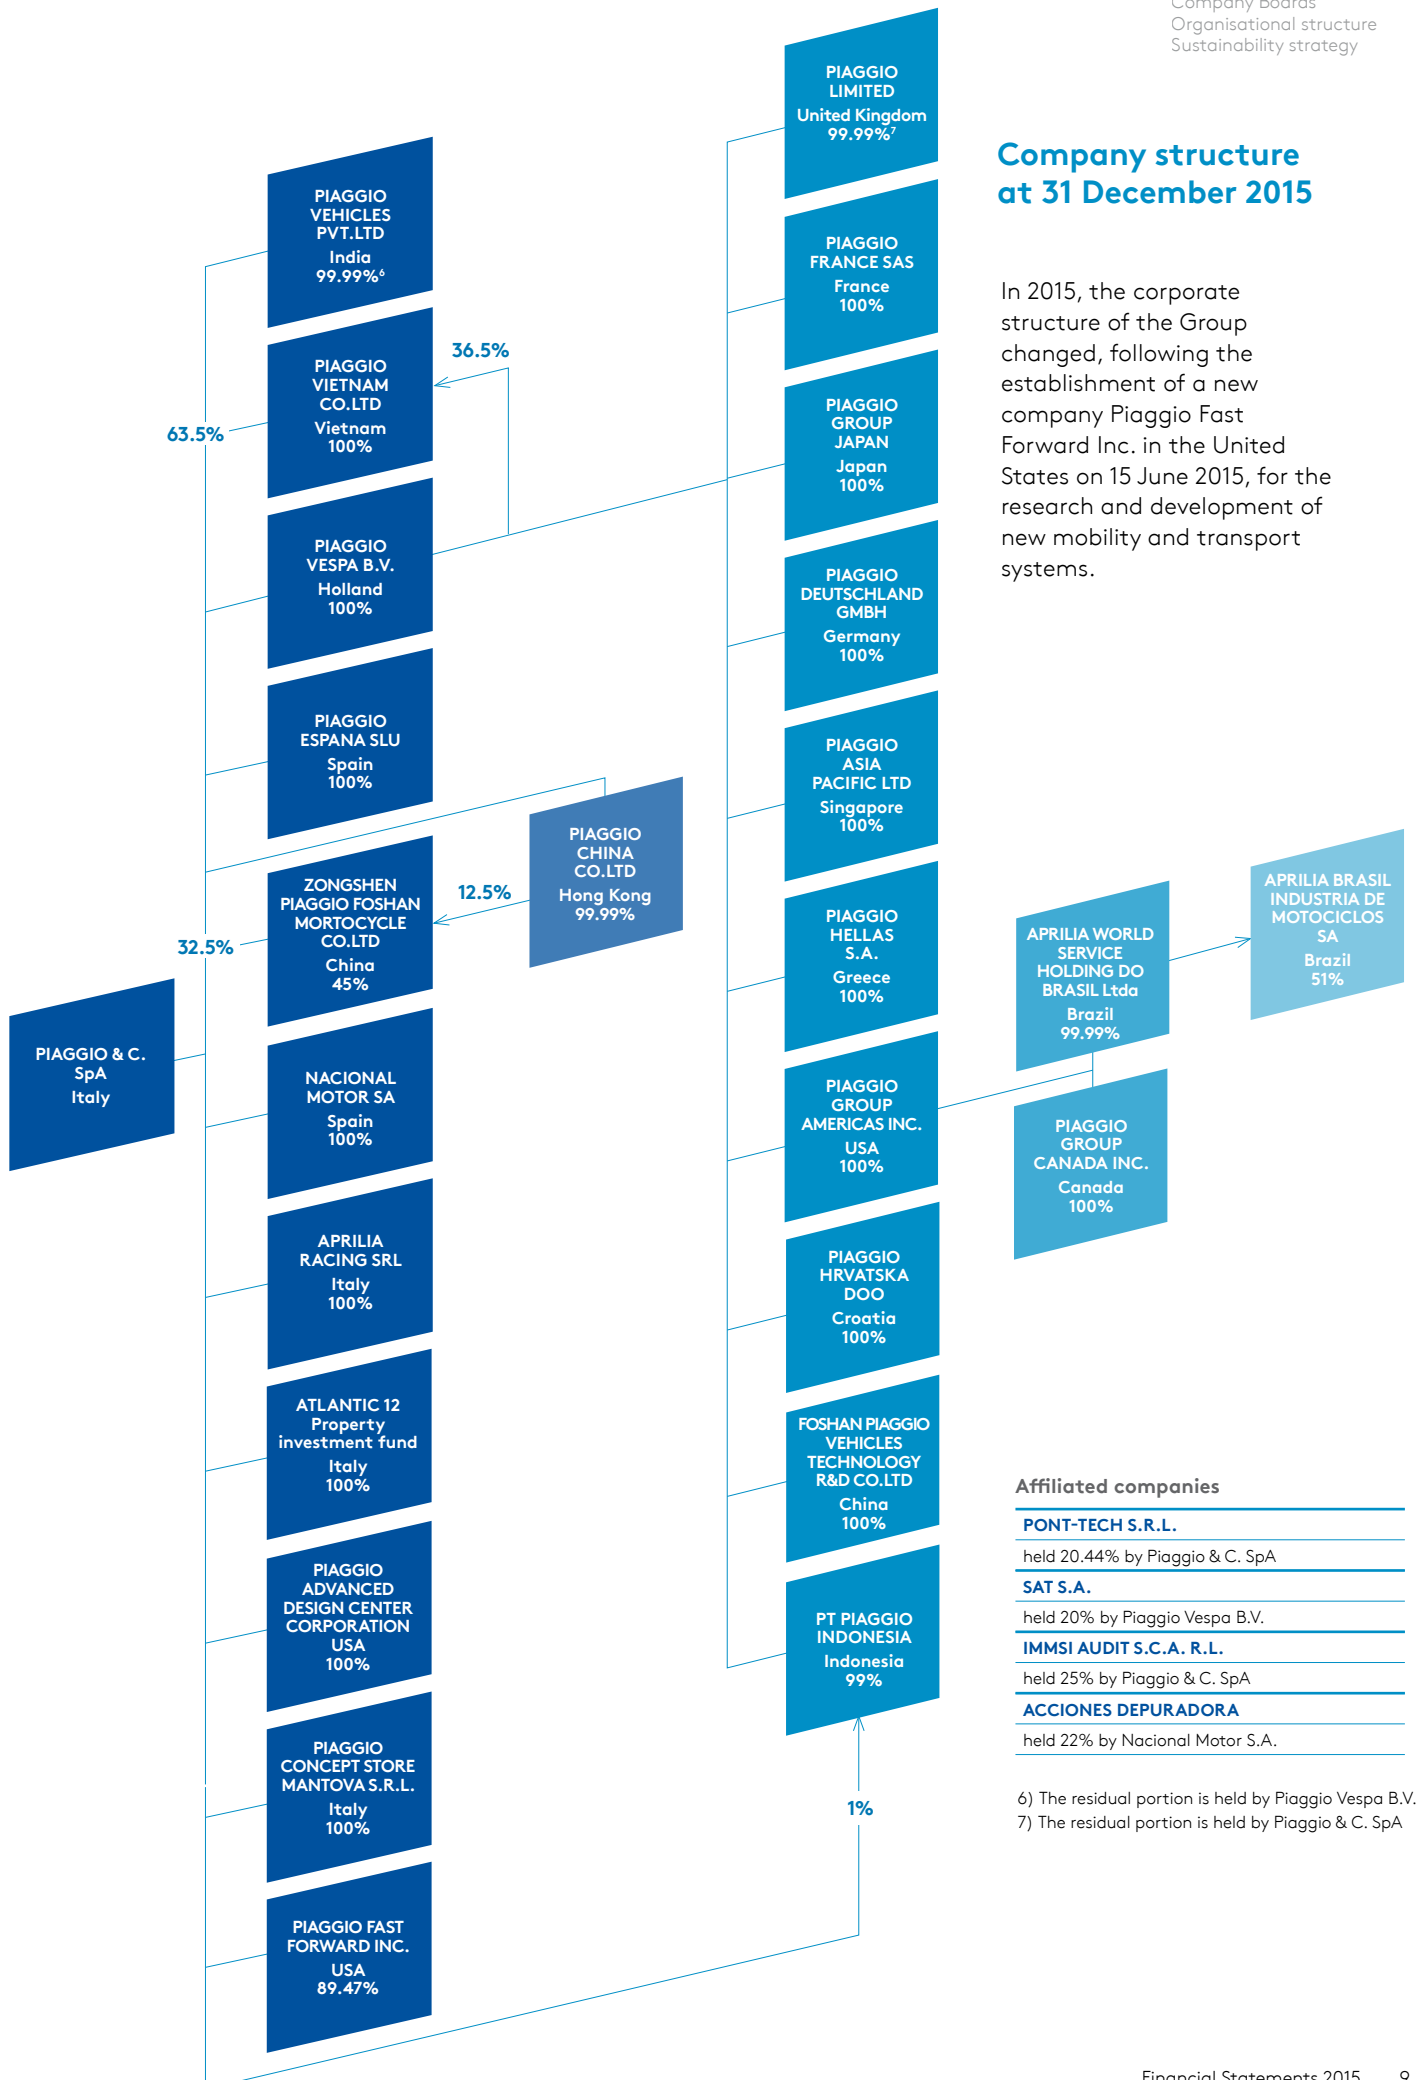 Company Boards
Organisational structure
Sustainability strategy
Company structure
at 31 December 2015
In 2015, the corporate
structure of the Group
changed, following the
establishment of a new
company Piaggio Fast
Forward Inc. in the United
States on 15 June 2015, for the
research and development of
new mobility and transport
systems.
PIAGGIO & C.
SpA
Italy
PIAGGIO
VEHICLES
PVT.LTD
India
99.99%⁶
63.5%
PIAGGIO
VIETNAM
CO.LTD
Vietnam
100%
36.5%
PIAGGIO
VESPA B.V.
Holland
100%
PIAGGIO
ESPANA SLU
Spain
100%
32.5%
ZONGSHEN
PIAGGIO FOSHAN
MORTOCYCLE
CO.LTD
China
45%
12.5%
PIAGGIO
CHINA
CO.LTD
Hong Kong
99.99%
NACIONAL
MOTOR SA
Spain
100%
APRILIA
RACING SRL
Italy
100%
ATLANTIC 12
Property
investment fund
Italy
100%
PIAGGIO
ADVANCED
DESIGN CENTER
CORPORATION
USA
100%
PIAGGIO
CONCEPT STORE
MANTOVA S.R.L.
Italy
100%
PIAGGIO FAST
FORWARD INC.
USA
89.47%
PIAGGIO
LIMITED
United Kingdom
99.99%⁷
PIAGGIO
FRANCE SAS
France
100%
PIAGGIO
GROUP
JAPAN
Japan
100%
PIAGGIO
DEUTSCHLAND
GMBH
Germany
100%
PIAGGIO
ASIA
PACIFIC LTD
Singapore
100%
PIAGGIO
HELLAS
S.A.
Greece
100%
PIAGGIO
GROUP
AMERICAS INC.
USA
100%
PIAGGIO
HRVATSKA
DOO
Croatia
100%
FOSHAN PIAGGIO
VEHICLES
TECHNOLOGY
R&D CO.LTD
China
100%
PT PIAGGIO
INDONESIA
Indonesia
99%
1%
APRILIA WORLD
SERVICE
HOLDING DO
BRASIL Ltda
Brazil
99.99%
PIAGGIO
GROUP
CANADA INC.
Canada
100%
APRILIA BRASIL
INDUSTRIA DE
MOTOCICLOS
SA
Brazil
51%
Affiliated companies
PONT-TECH S.R.L.
held 20.44% by Piaggio & C. SpA
SAT S.A.
held 20% by Piaggio Vespa B.V.
IMMSI AUDIT S.C.A. R.L.
held 25% by Piaggio & C. SpA
ACCIONES DEPURADORA
held 22% by Nacional Motor S.A.
6) The residual portion is held by Piaggio Vespa B.V.
7) The residual portion is held by Piaggio & C. SpA
Financial Statements 2015 9